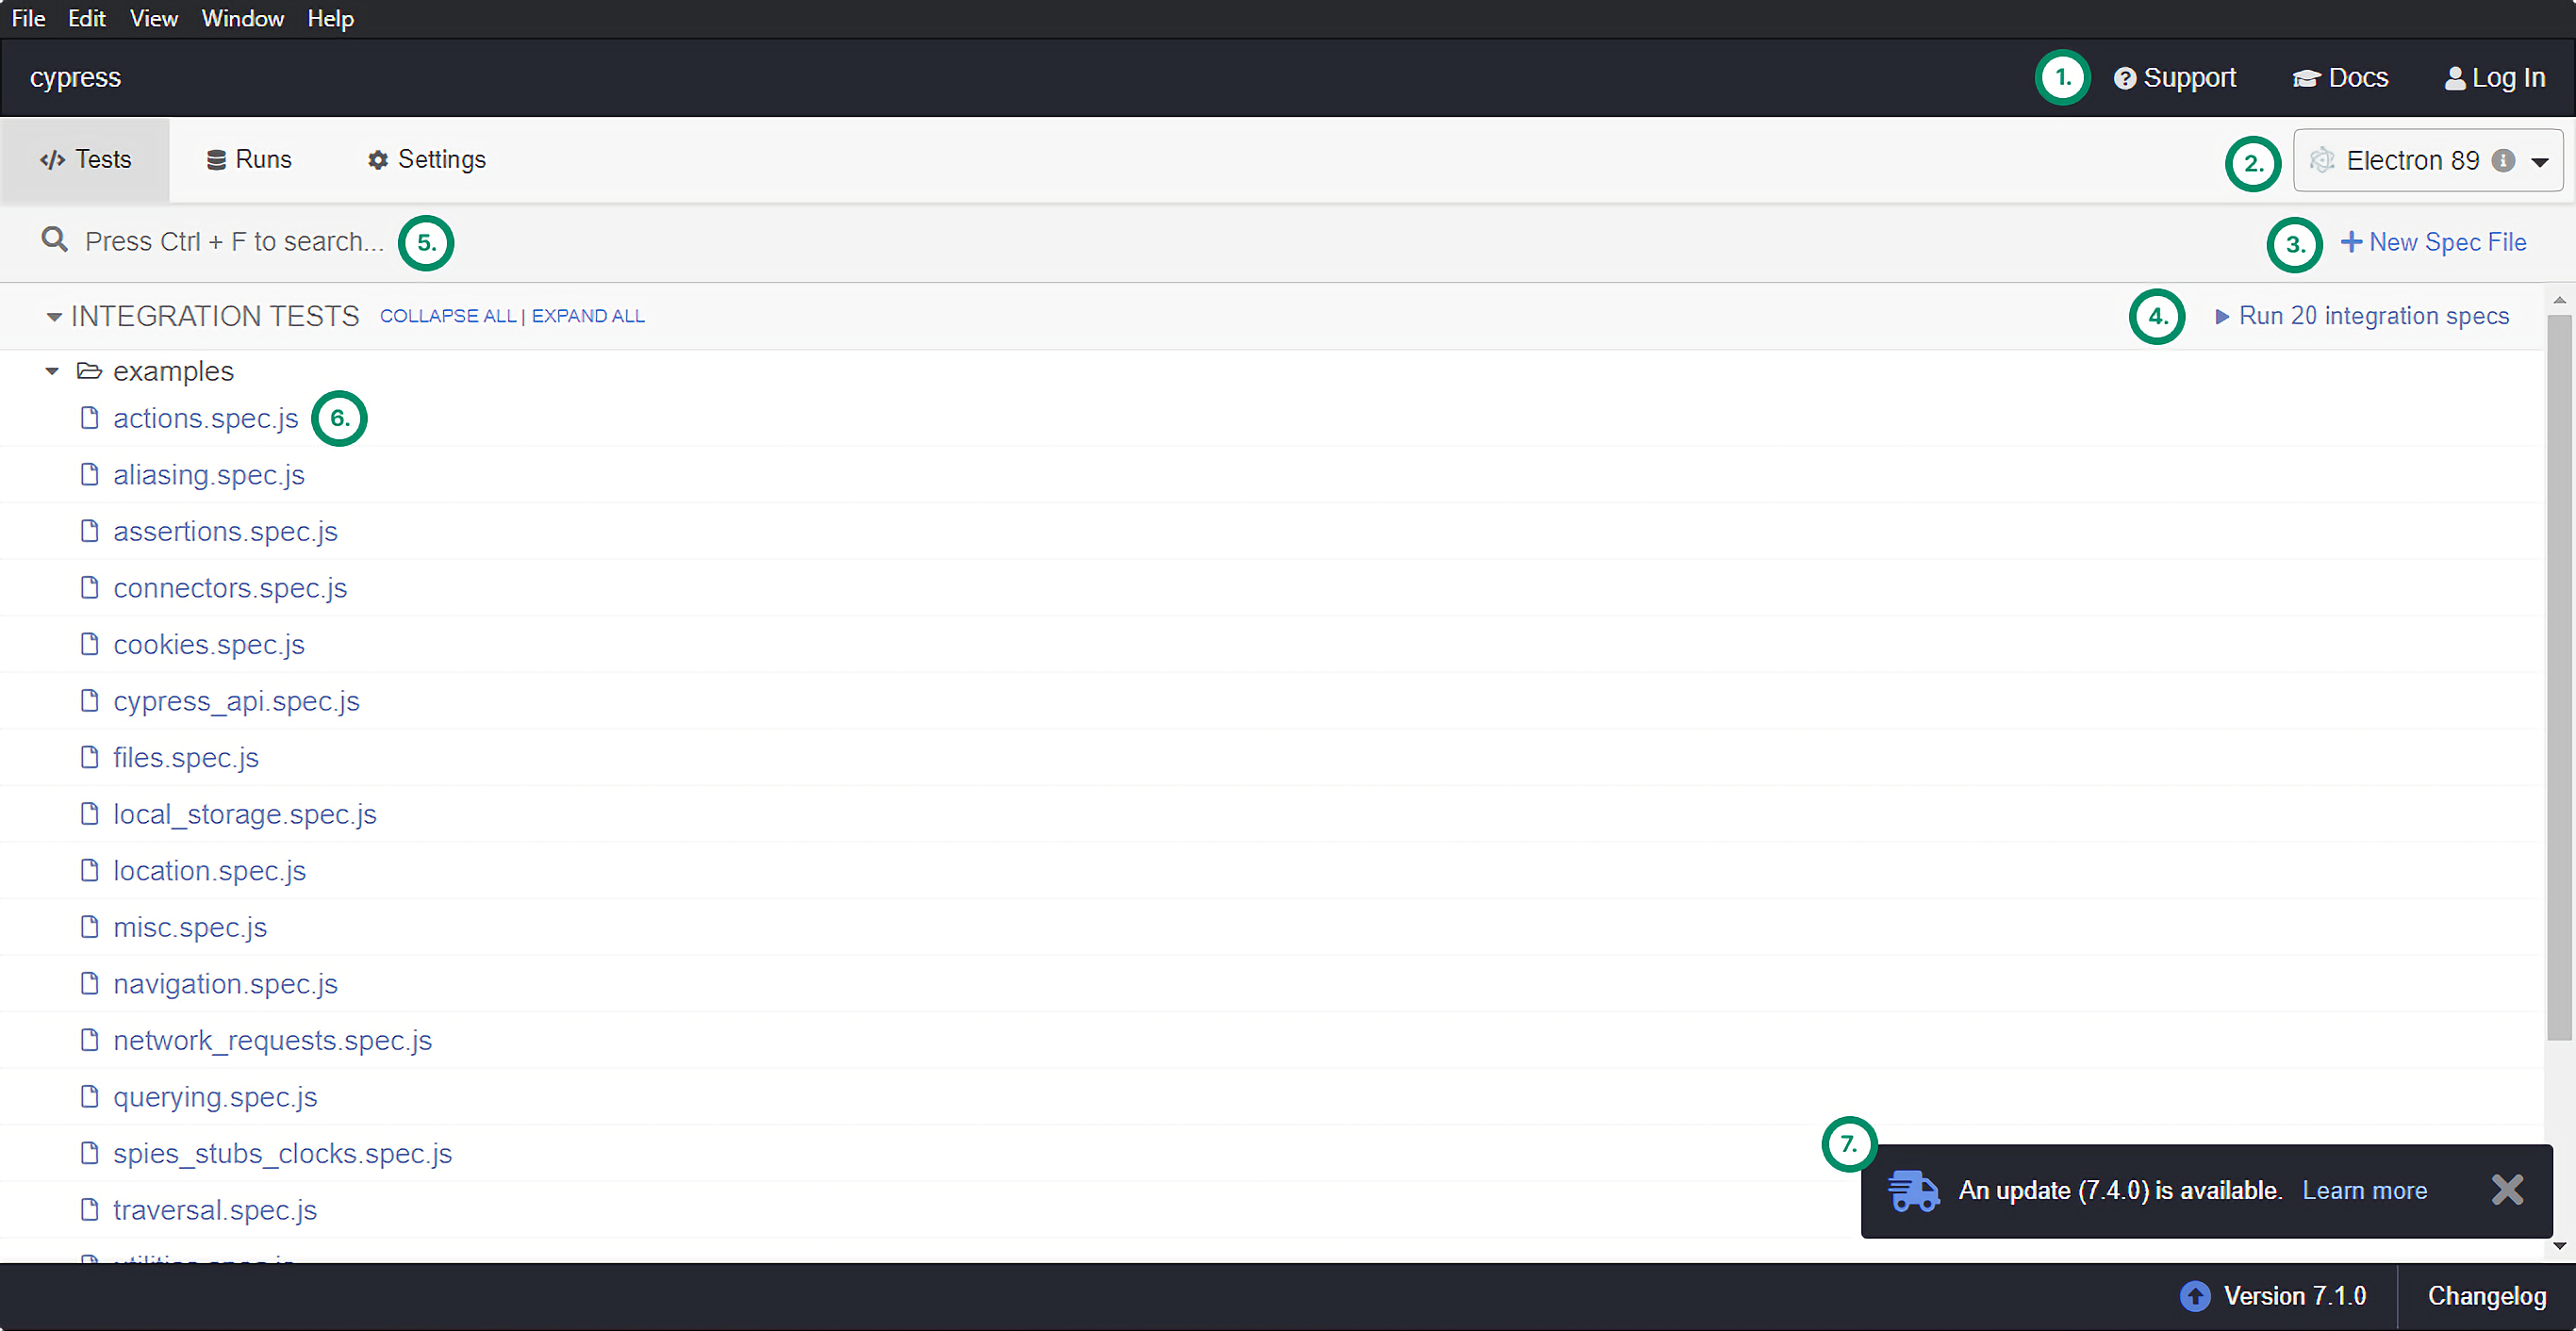 File Edit View Window Help
cypress 1. Support Docs Log In
Tests Runs Settings 2. Electron 89
Press Ctrl + F to search... 5. 3. New Spec File
INTEGRATION TESTS COLLAPSE ALL | EXPAND ALL 4. Run 20 integration specs
examples
actions.spec.js 6.
aliasing.spec.js
assertions.spec.js
connectors.spec.js
cookies.spec.js
cypress_api.spec.js
files.spec.js
local_storage.spec.js
location.spec.js
misc.spec.js
navigation.spec.js
network_requests.spec.js
querying.spec.js
spies_stubs_clocks.spec.js
traversal.spec.js
7.
An update (7.4.0) is available. Learn more
Version 7.1.0 Changelog